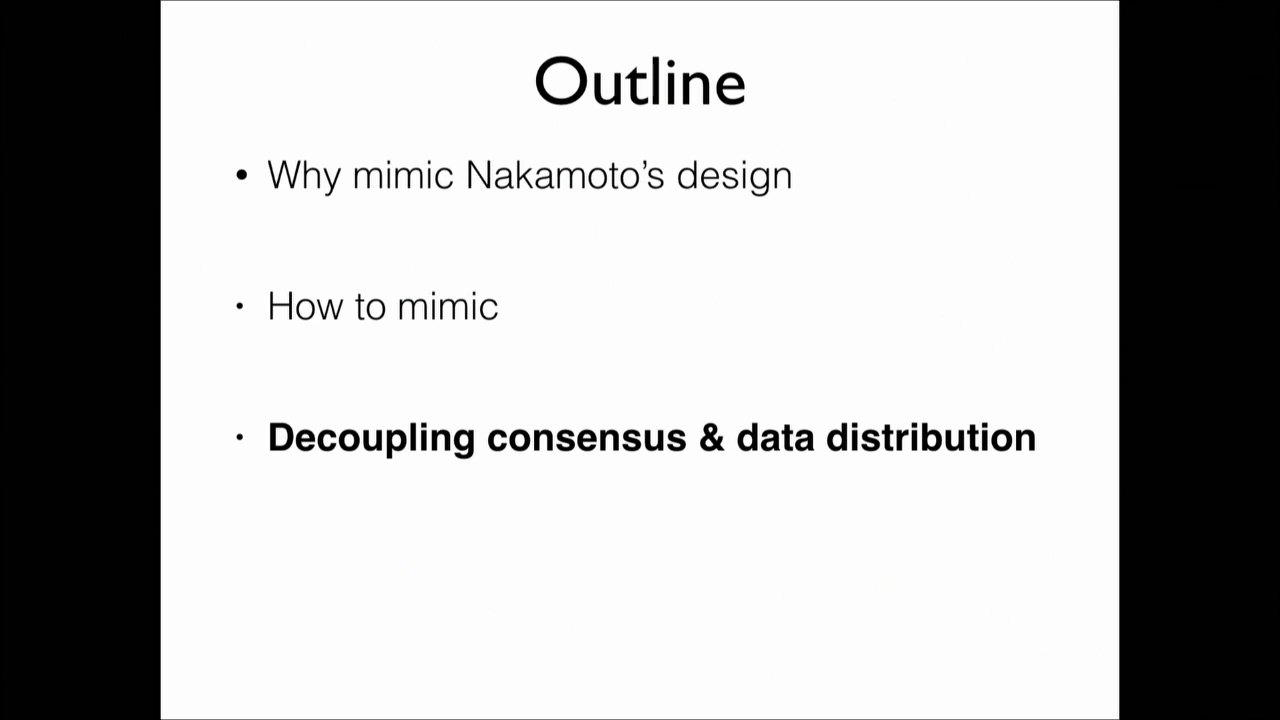 Outline
• Why mimic Nakamoto’s design
• How to mimic
• Decoupling consensus & data distribution